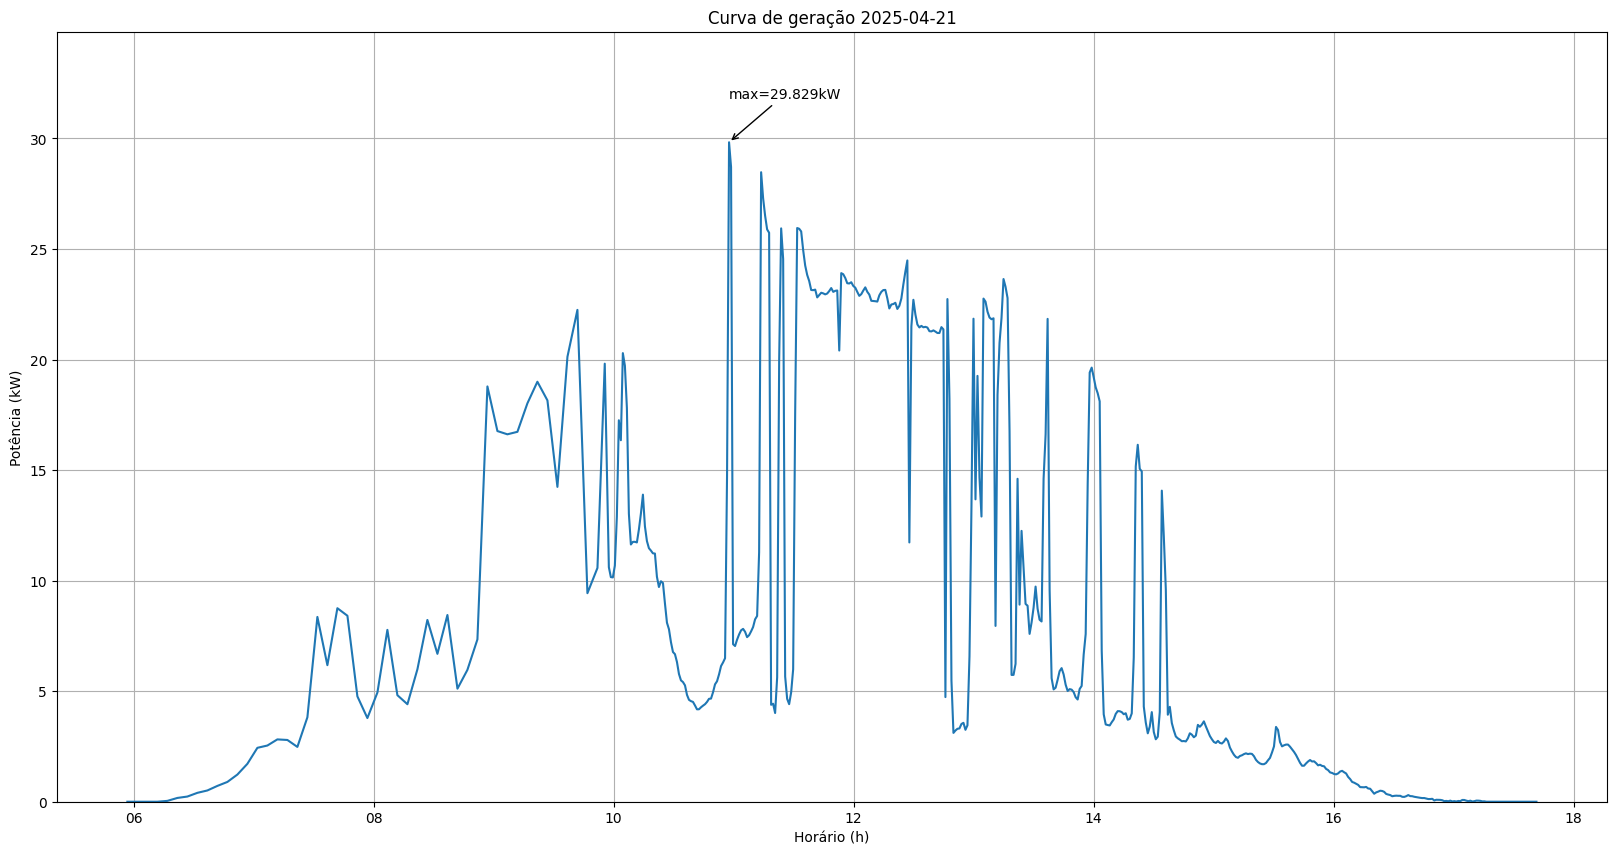 Curva de geração 2025-04-21
max=29.829kW
Potência (kW)
30
25
20
15
10
5
0
06 08 10 12 14 16 18
Horário (h)